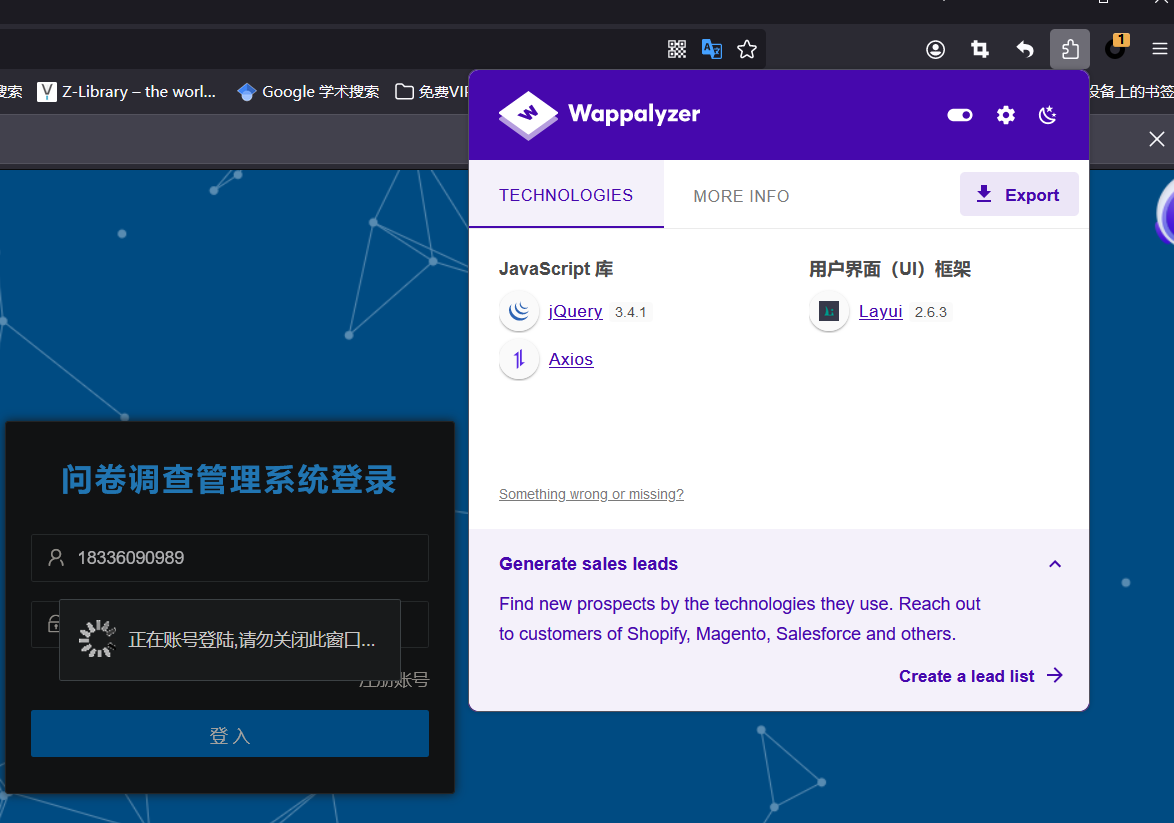 1
搜索
Z-Library – the worl...
Google 学术搜索
免费VIP
设备上的书签
Wappalyzer
TECHNOLOGIES
MORE INFO
Export
JavaScript 库
jQuery 3.4.1
Axios
用户界面（UI）框架
Layui 2.6.3
Something wrong or missing?
Generate sales leads
Find new prospects by the technologies they use. Reach out
to customers of Shopify, Magento, Salesforce and others.
Create a lead list
问卷调查管理系统登录
18336090989
正在账号登陆,请勿关闭此窗口...
注册账号
登 入